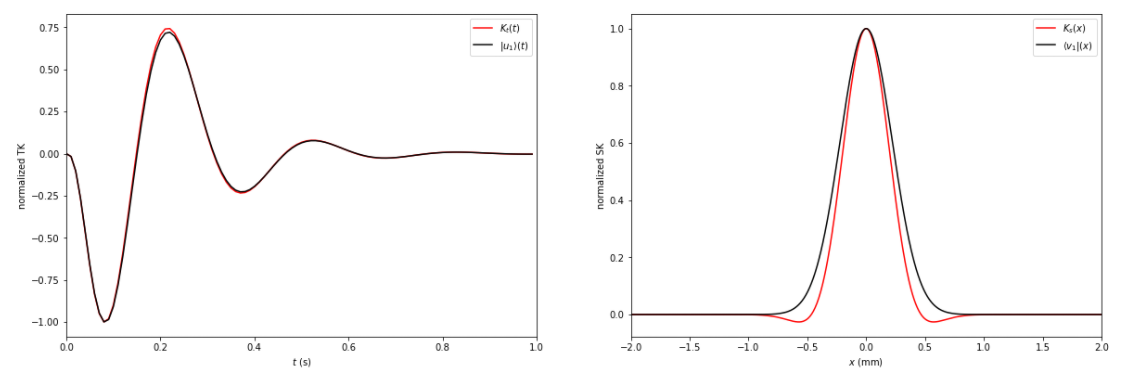 normalized TK
0.75
0.50
0.25
0.00
−0.25
−0.50
−0.75
−1.00
0.0 0.2 0.4 0.6 0.8 1.0
t (s)
Kt(t)
|u1⟩(t)
normalized SK
1.0
0.8
0.6
0.4
0.2
0.0
−2.0 −1.5 −1.0 −0.5 0.0 0.5 1.0 1.5 2.0
x (mm)
Ks(x)
⟨v1|(x)